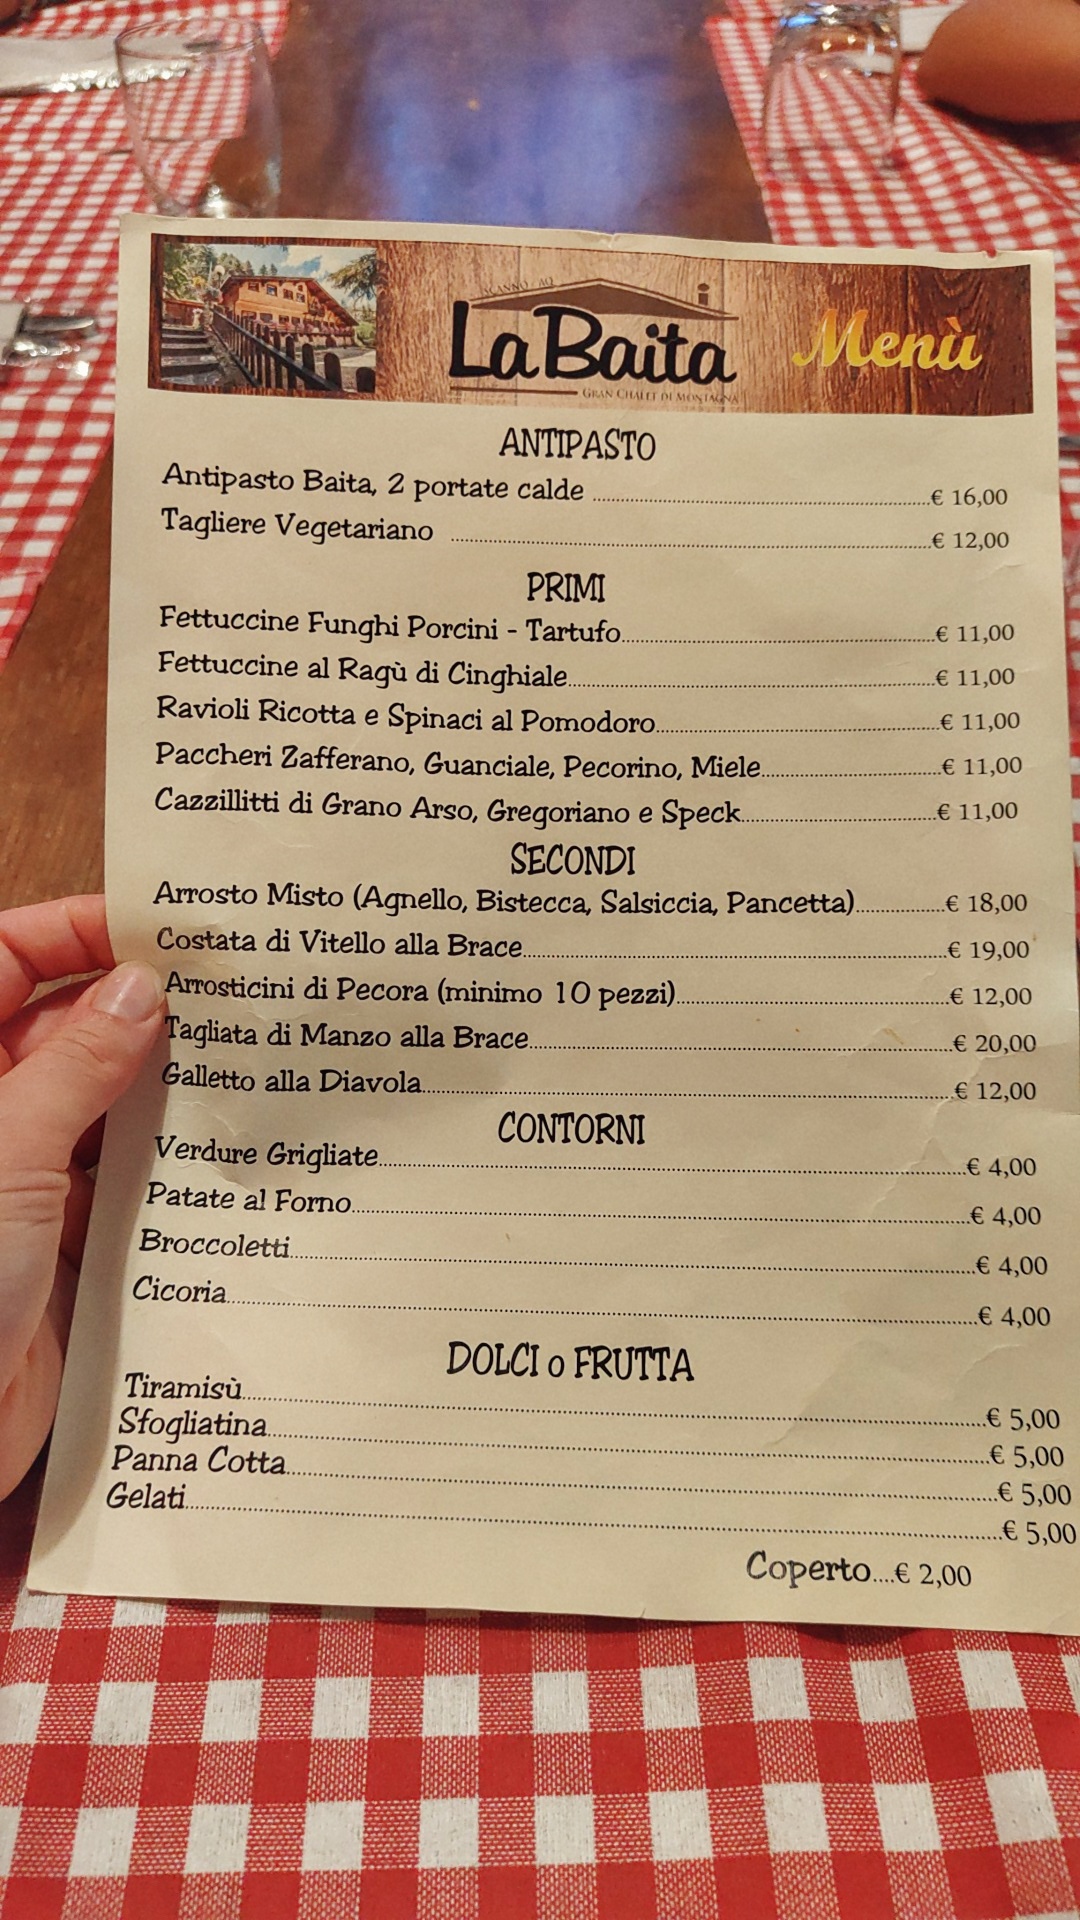 SCANNO - AQ
La Baita
GRAN CHALET DI MONTAGNA
Menù
ANTIPASTO
Antipasto Baita, 2 portate calde ........ € 16,00
Tagliere Vegetariano ........ € 12,00
PRIMI
Fettuccine Funghi Porcini - Tartufo........ € 11,00
Fettuccine al Ragù di Cinghiale........ € 11,00
Ravioli Ricotta e Spinaci al Pomodoro........ € 11,00
Paccheri Zafferano, Guanciale, Pecorino, Miele........ € 11,00
Cazzillitti di Grano Arso, Gregoriano e Speck........ € 11,00
SECONDI
Arrosto Misto (Agnello, Bistecca, Salsiccia, Pancetta)........ € 18,00
Costata di Vitello alla Brace........ € 19,00
Arrosticini di Pecora (minimo 10 pezzi)........ € 12,00
Tagliata di Manzo alla Brace........ € 20,00
Galletto alla Diavola........ € 12,00
CONTORNI
Verdure Grigliate........ € 4,00
Patate al Forno........ € 4,00
Broccoletti........ € 4,00
Cicoria........ € 4,00
DOLCI o FRUTTA
Tiramisù........ € 5,00
Sfogliatina........ € 5,00
Panna Cotta........ € 5,00
Gelati........ € 5,00
Coperto....€ 2,00